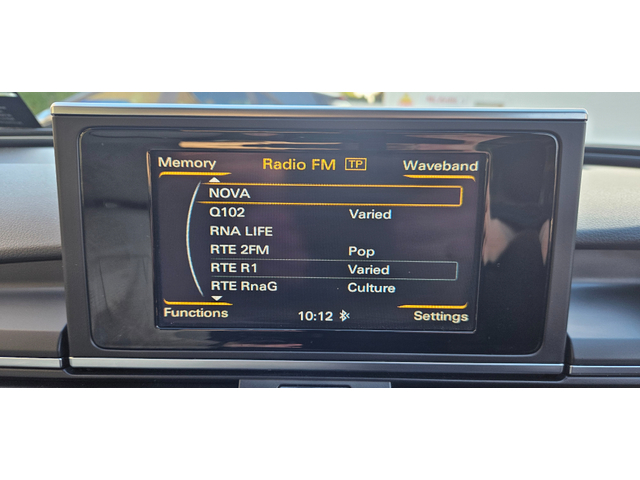 Memory Radio FM TP Waveband
NOVA
Q102 Varied
RNA LIFE
RTE 2FM Pop
RTE R1 Varied
RTE RnaG Culture
Functions 10:12 Settings